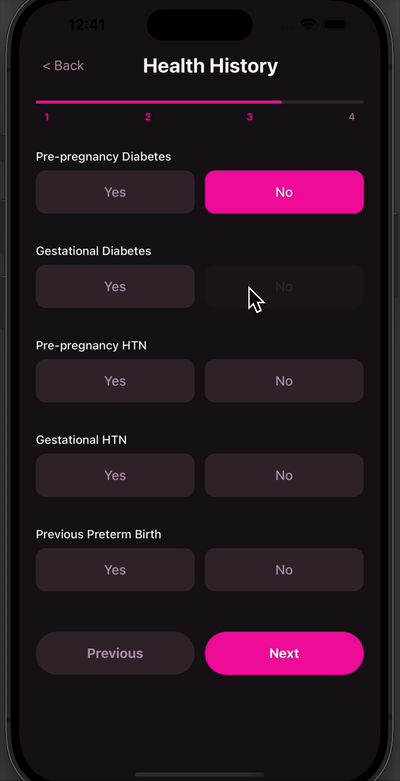 12:41
< Back
Health History
1 2 3 4
Pre-pregnancy Diabetes
Yes No
Gestational Diabetes
Yes No
Pre-pregnancy HTN
Yes No
Gestational HTN
Yes No
Previous Preterm Birth
Yes No
Previous Next